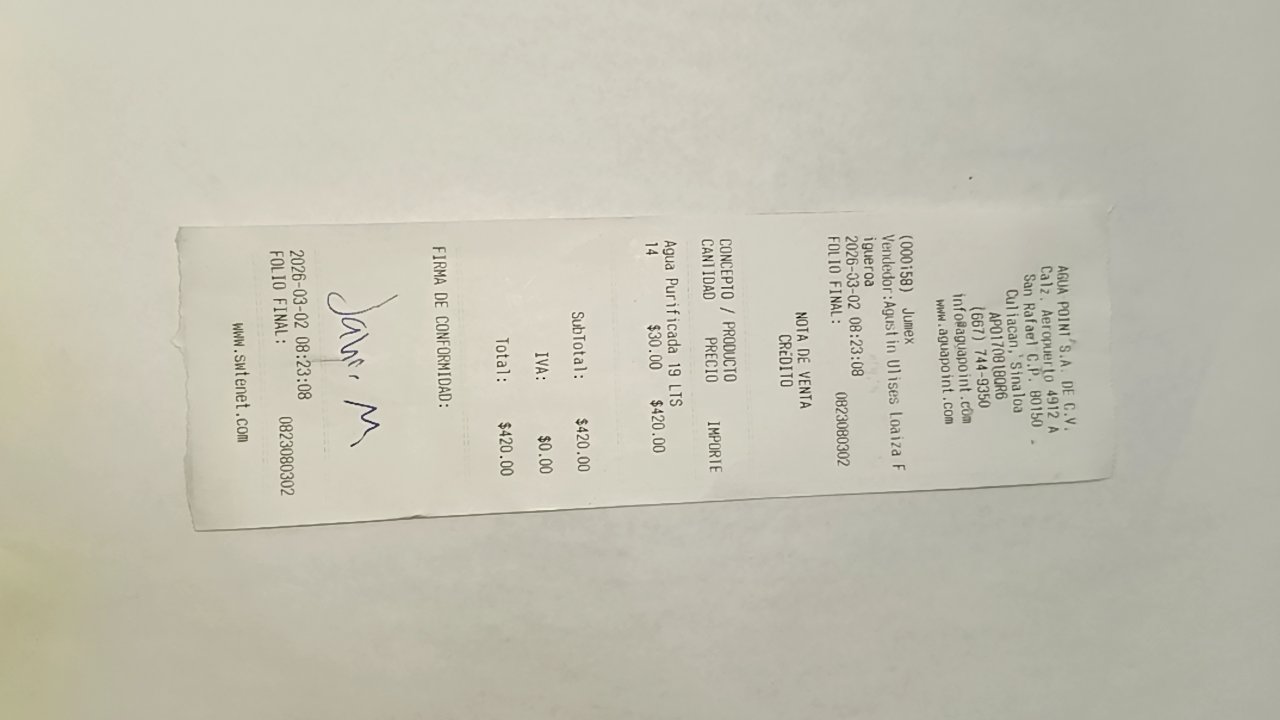 AGUA POINT S.A. DE C.V.
Calz. Aeropuerto 4912 A
San Rafael C.P. 80150
Culiacan, Sinaloa
APO170818QR6
(667) 744-9350
info@aguapoint.com
www.aguapoint.com
(000158) Jumex
Vendedor:Agustin Ulises Loaiza F
igueroa
2026-03-02 08:23:08
FOLIO FINAL: 0823080302
NOTA DE VENTA
CRÉDITO
CONCEPTO / PRODUCTO
CANTIDAD PRECIO IMPORTE
Agua Purificada 19 LTS
14 $30.00 $420.00
SubTotal: $420.00
IVA: $0.00
Total: $420.00
FIRMA DE CONFORMIDAD:
Javier M
2026-03-02 08:23:08
FOLIO FINAL: 0823080302
www.swtenet.com